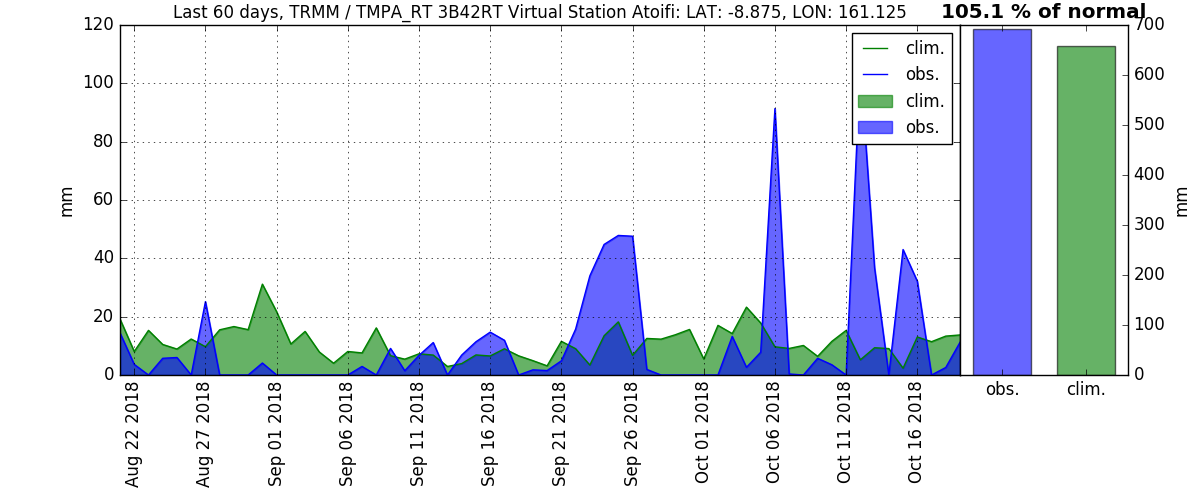 Last 60 days, TRMM / TMPA_RT 3B42RT Virtual Station Atoifi: LAT: -8.875, LON: 161.125
105.1 % of normal
120
100
80
60
40
20
0
mm
clim.
obs.
clim.
obs.
700
600
500
400
300
200
100
0
mm
obs.
clim.
Aug 22 2018
Aug 27 2018
Sep 01 2018
Sep 06 2018
Sep 11 2018
Sep 16 2018
Sep 21 2018
Sep 26 2018
Oct 01 2018
Oct 06 2018
Oct 11 2018
Oct 16 2018